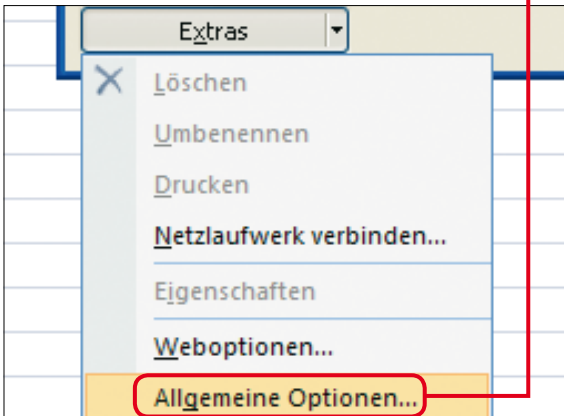 Extras
Löschen
Umbenennen
Drucken
Netzlaufwerk verbinden...
Eigenschaften
Weboptionen...
Allgemeine Optionen...